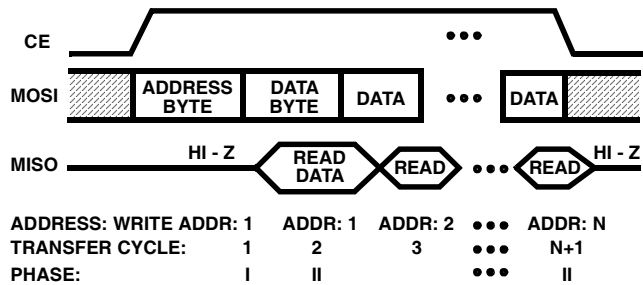 CE •••
MOSI ADDRESS BYTE DATA BYTE DATA ••• DATA
MISO HI - Z READ DATA READ ••• READ HI - Z
ADDRESS: WRITE ADDR: 1 ADDR: 1 ADDR: 2 ••• ADDR: N
TRANSFER CYCLE: 1 2 3 ••• N+1
PHASE: I II ••• II